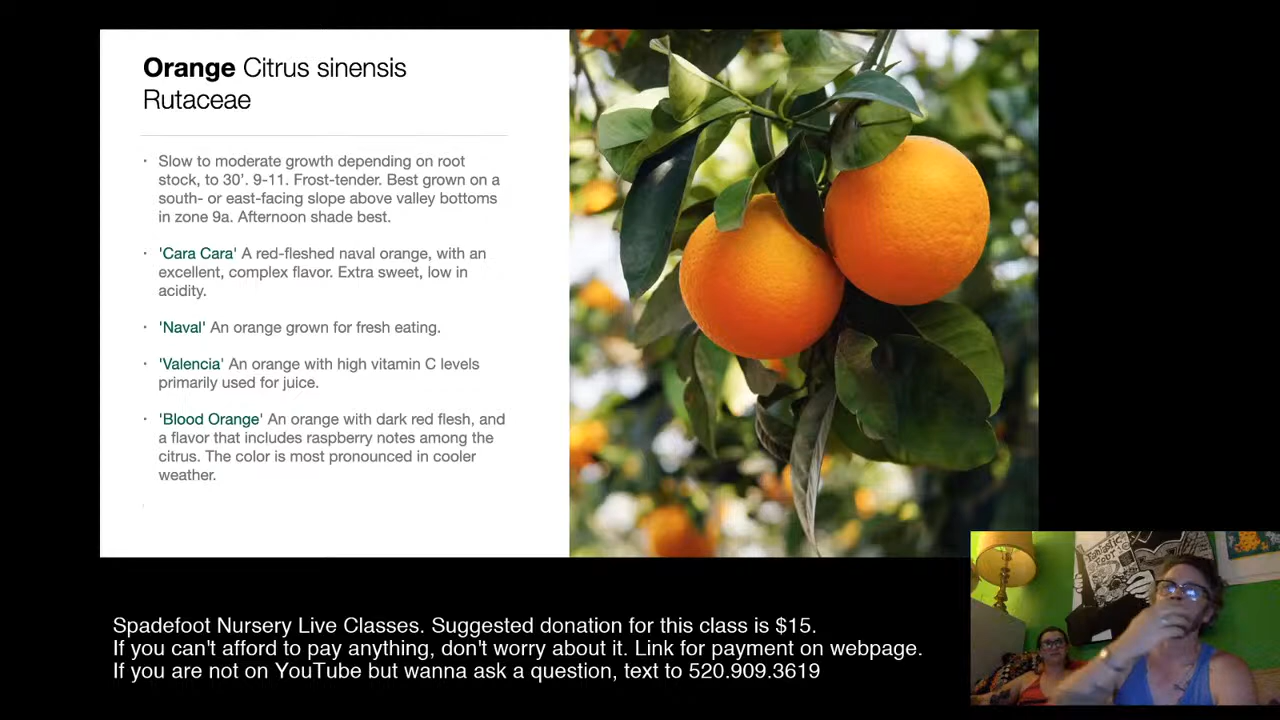 Orange Citrus sinensis
Rutaceae
· Slow to moderate growth depending on root
stock, to 30'. 9-11. Frost-tender. Best grown on a
south- or east-facing slope above valley bottoms
in zone 9a. Afternoon shade best.
· 'Cara Cara' A red-fleshed naval orange, with an
excellent, complex flavor. Extra sweet, low in
acidity.
· 'Naval' An orange grown for fresh eating.
· 'Valencia' An orange with high vitamin C levels
primarily used for juice.
· 'Blood Orange' An orange with dark red flesh, and
a flavor that includes raspberry notes among the
citrus. The color is most pronounced in cooler
weather.
Spadefoot Nursery Live Classes. Suggested donation for this class is $15.
If you can't afford to pay anything, don't worry about it. Link for payment on webpage.
If you are not on YouTube but wanna ask a question, text to 520.909.3619